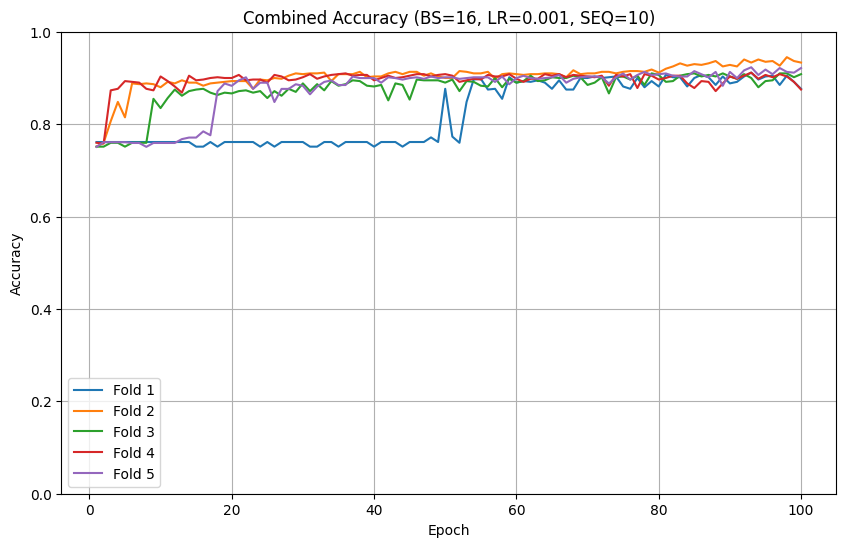 Combined Accuracy (BS=16, LR=0.001, SEQ=10)
1.0
0.8
0.6
0.4
0.2
0.0
Accuracy
Fold 1
Fold 2
Fold 3
Fold 4
Fold 5
0 20 40 60 80 100
Epoch